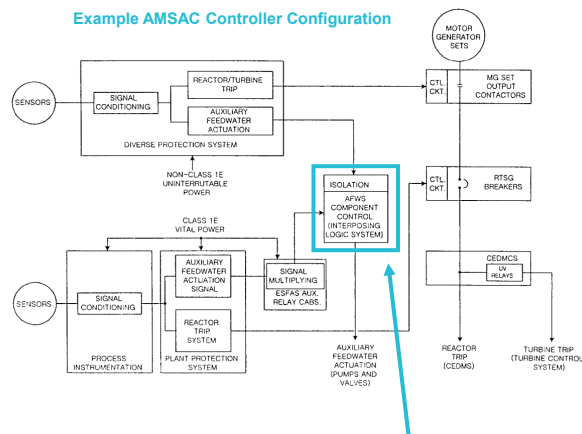 Example AMSAC Controller Configuration
MOTOR
GENERATOR
SETS
SENSORS
SIGNAL
CONDITIONING
REACTOR/TURBINE
TRIP
AUXILIARY
FEEDWATER
ACTUATION
DIVERSE PROTECTION SYSTEM
CTL.
CKT.
MG SET
OUTPUT
CONTACTORS
NON-CLASS 1E
UNINTERRUTABLE
POWER
ISOLATION
AFWS
COMPONENT
CONTROL
(INTERPOSING
LOGIC SYSTEM)
CTL.
CKT.
RTSG
BREAKERS
CLASS 1E
VITAL POWER
SENSORS
SIGNAL
CONDITIONING
AUXILIARY
FEEDWATER
ACTUATION
SIGNAL
REACTOR
TRIP
SYSTEM
SIGNAL
MULTIPLYING
ESFAS AUX.
RELAY CABS.
CEDMCS
UV
RELAYS
PROCESS
INSTRUMENTATION
PLANT PROTECTION
SYSTEM
AUXILIARY
FEEDWATER
ACTUATION
(PUMPS AND
VALVES)
REACTOR
TRIP
(CEDMS)
TURBINE TRIP
(TURBINE CONTROL
SYSTEM)